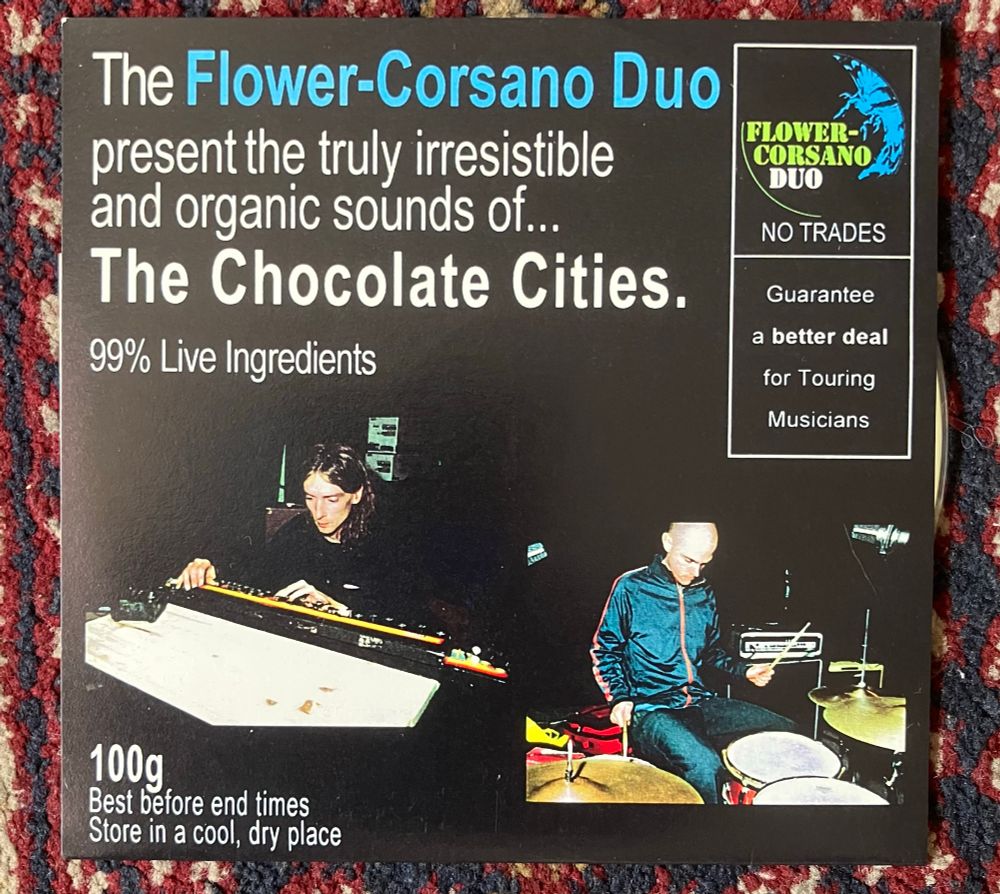 The Flower-Corsano Duo
present the truly irresistible
and organic sounds of...
The Chocolate Cities.
99% Live Ingredients
FLOWER-
CORSANO
DUO
NO TRADES
Guarantee
a better deal
for Touring
Musicians
100g
Best before end times
Store in a cool, dry place